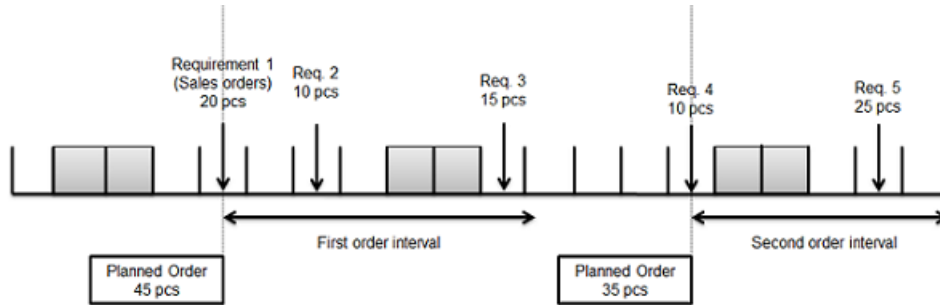 Requirement 1
(Sales orders)
20 pcs
Req. 2
10 pcs
Req. 3
15 pcs
Req. 4
10 pcs
Req. 5
25 pcs
First order interval
Second order interval
Planned Order
45 pcs
Planned Order
35 pcs